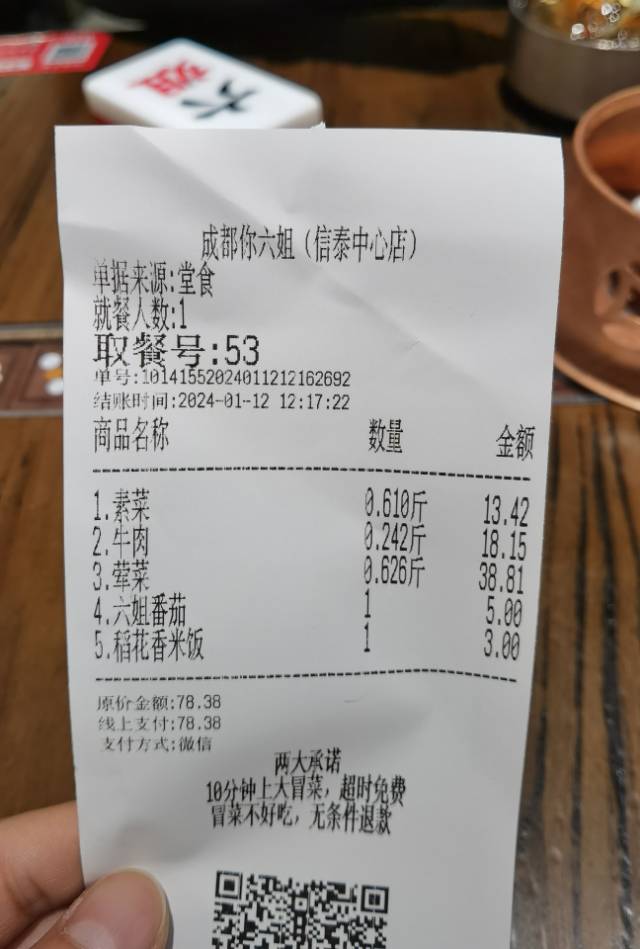 六姐
成都你六姐（信泰中心店）
单据来源:堂食
就餐人数:1
取餐号:53
单号:10141552024011212162692
结账时间:2024-01-12 12:17:22
商品名称 数量 金额
1.素菜 0.610斤 13.42
2.牛肉 0.242斤 18.15
3.荤菜 0.626斤 38.81
4.六姐番茄 1 5.00
5.稻花香米饭 1 3.00
原价金额:78.38
线上支付:78.38
支付方式:微信
两大承诺
10分钟上大冒菜，超时免费
冒菜不好吃，无条件退款